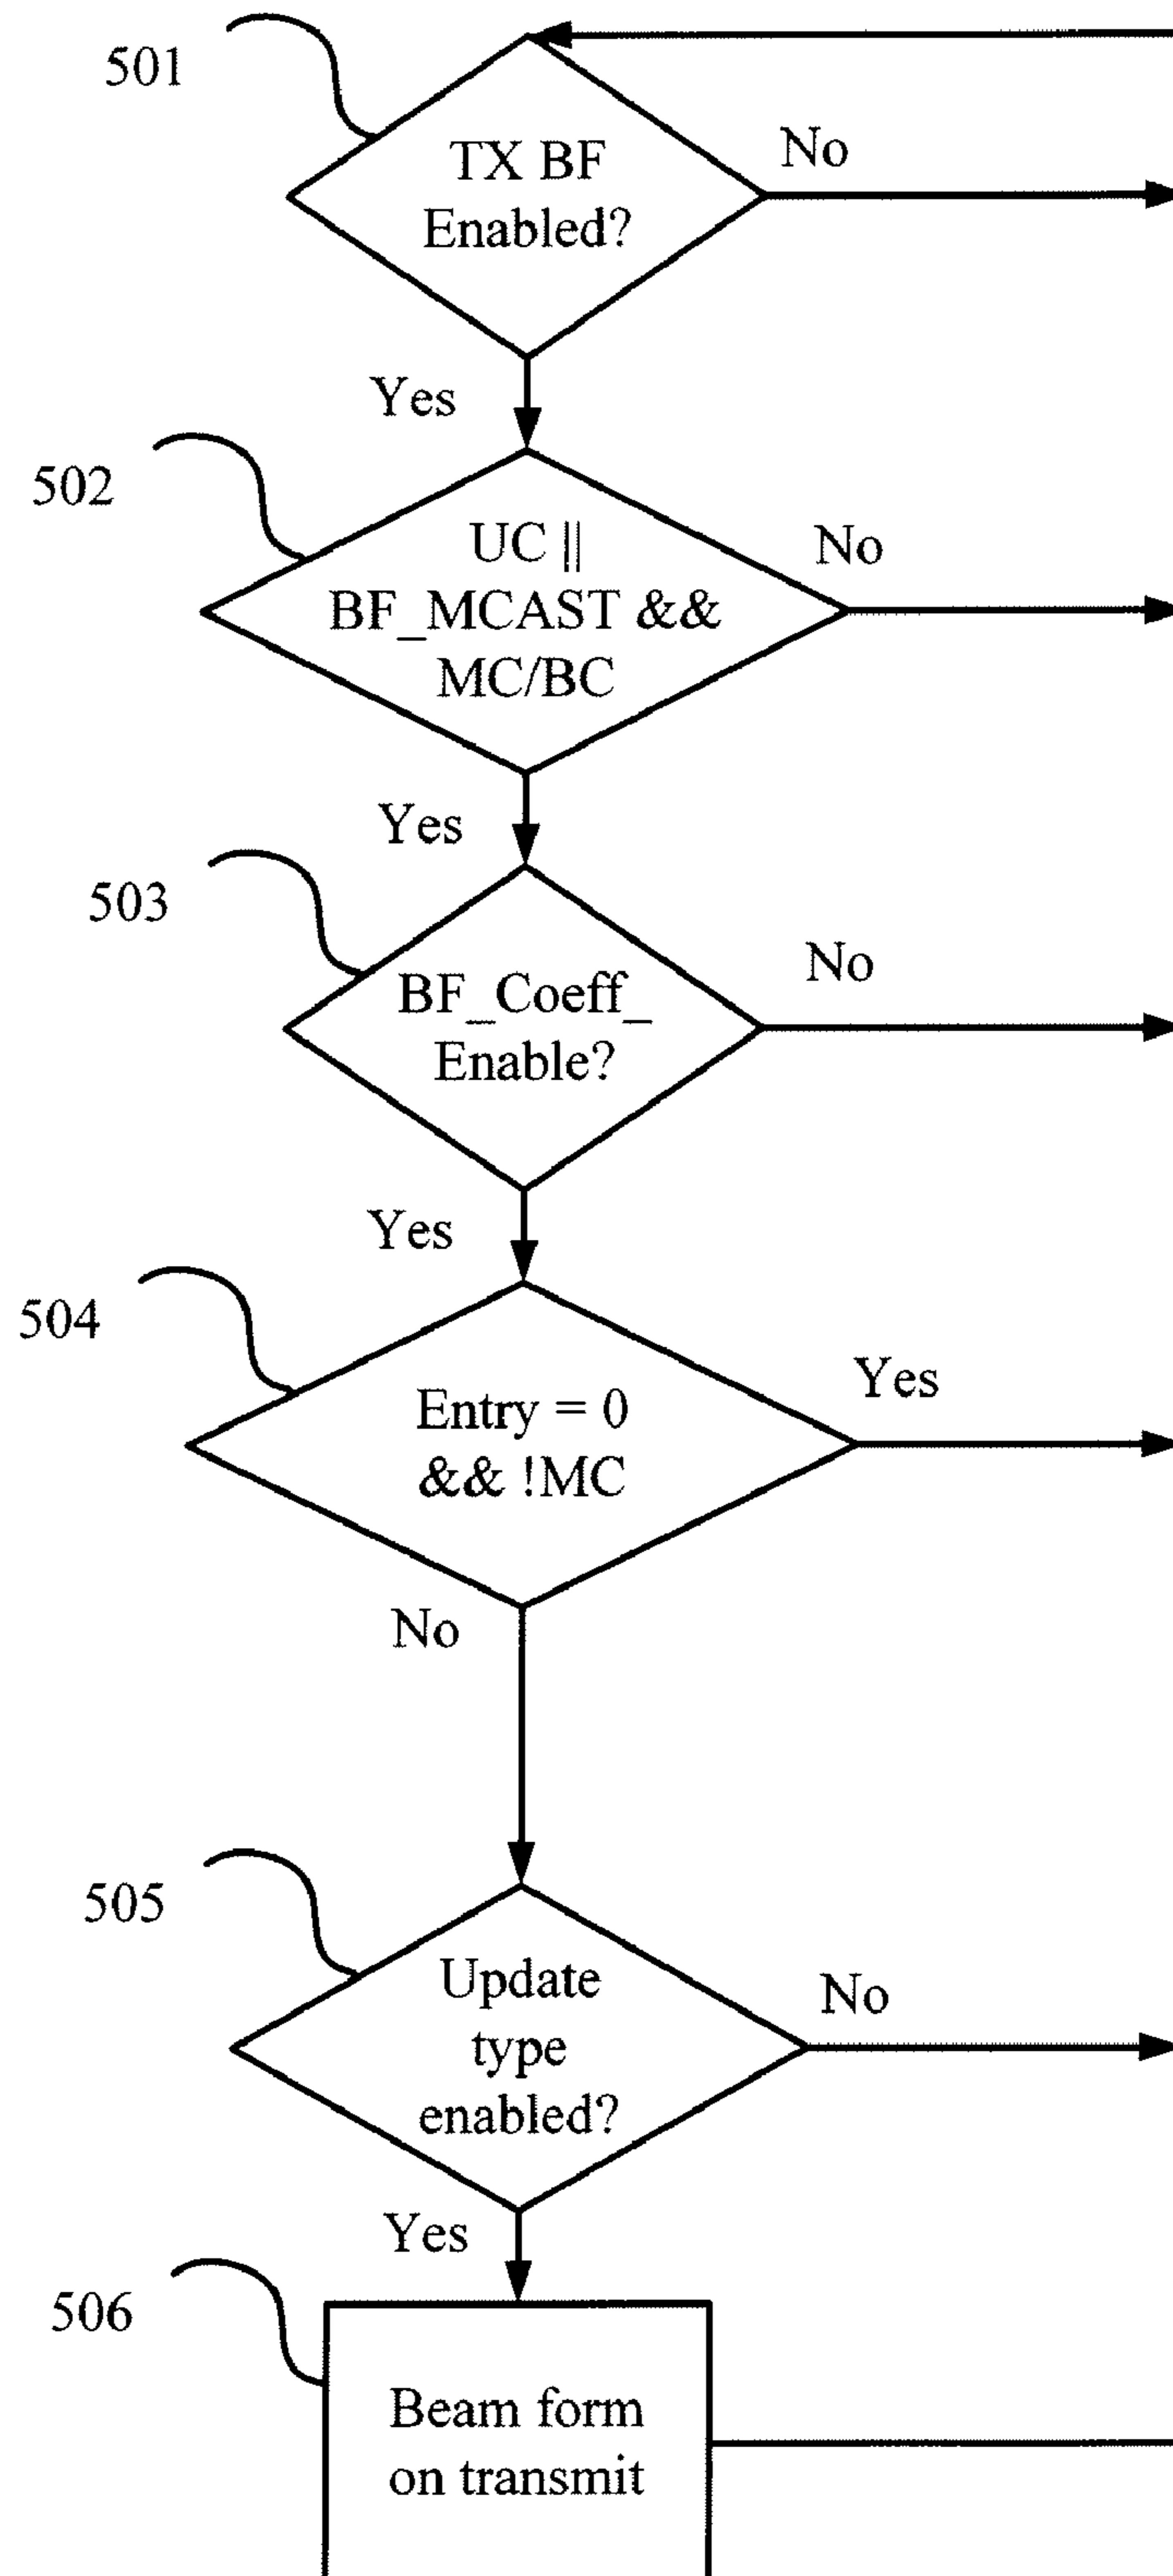 501
TX BF
Enabled?
No
Yes
502
UC ||
BF_MCAST &&
MC/BC
No
Yes
503
BF_Coeff_
Enable?
No
Yes
504
Entry = 0
&& !MC
Yes
No
505
Update
type
enabled?
No
Yes
506
Beam form
on transmit